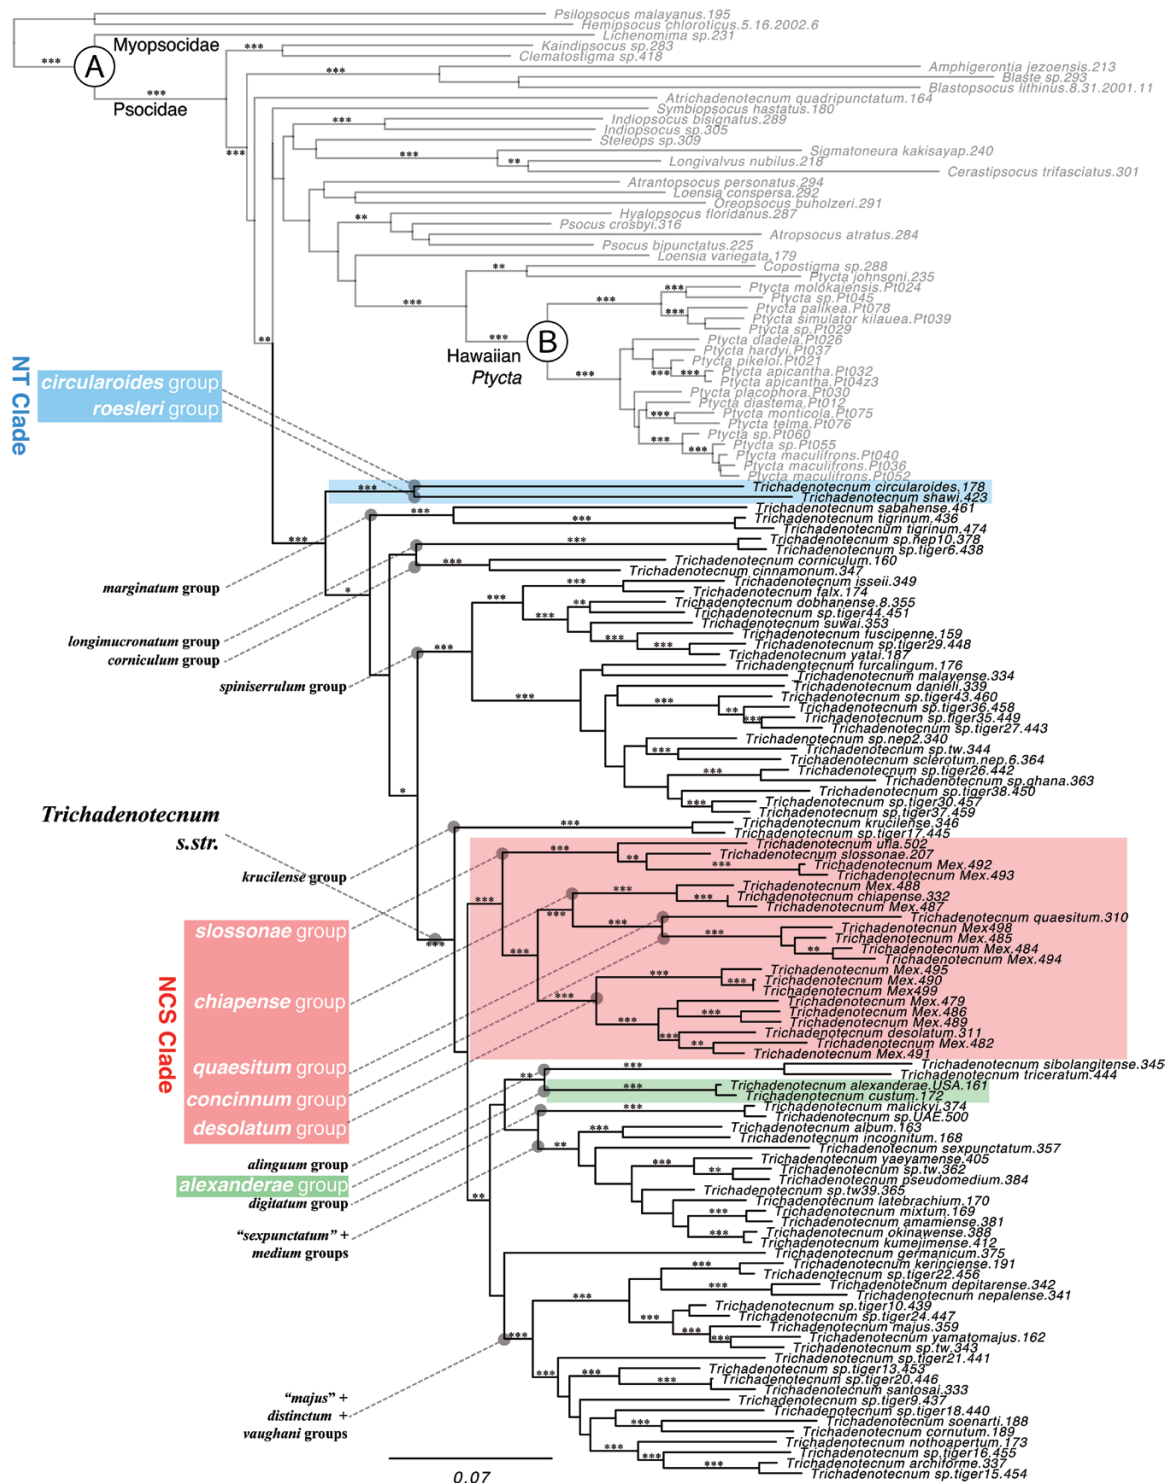 Psilopsocus malayanus.195
Hemipsocus chloroticus.5.16.2002.6
Lichenomima sp.231
Myopsocidae
Kaindipsocus sp.283
Clematostigma sp.418
***
A
***
***
Amphigerontia jezoensis.213
Blaste sp.293
Blastopsocus lithinus.8.31.2001.11
***
Psocidae
Atrichadenotecnum quadripunctatum.164
Symbiopsocus hastatus.180
Indiopsocus bisignatus.289
Indiopsocus sp.305
***
Steleops sp.309
***
Sigmatoneura kakisayap.240
***
**
Longivalvus nubilus.218
Cerastipsocus trifasciatus.301
Atrantopsocus personatus.294
Loensia conspersa.292
Oreopsocus buholzeri.291
Hyalopsocus floridanus.287
**
Psocus crosbyi.316
Atropsocus atratus.284
Psocus bipunctatus.225
Loensia variegata.179
**
Copostigma sp.288
Ptycta johnsoni.235
***
***
***
Ptycta molokaiensis.Pt024
Ptycta sp.Pt045
***
Ptycta palikea.Pt078
Ptycta simulator kilauea.Pt039
Ptycta sp.Pt029
**
***
B
Hawaiian
Ptycta
Ptycta diadela.Pt026
Ptycta hardyi.Pt037
Ptycta pikeloi.Pt021
***
***
***
Ptycta apicantha.Pt032
Ptycta apicantha.Pt04z3
Ptycta placophora.Pt030
Ptycta diastema.Pt012
***
Ptycta monticola.Pt075
Ptycta telma.Pt076
Ptycta sp.Pt060
***
***
Ptycta sp.Pt055
Ptycta maculifrons.Pt040
Ptycta maculifrons.Pt036
Ptycta maculifrons.Pt052
NT Clade
circularoides group
roesleri group
***
Trichadenotecnum circularoides.178
Trichadenotecnum shawi.423
***
***
Trichadenotecnum sabahense.461
***
Trichadenotecnum tigrinum.436
Trichadenotecnum tigrinum.474
***
Trichadenotecnum sp.nep10.378
Trichadenotecnum sp.tiger6.438
***
Trichadenotecnum corniculum.160
Trichadenotecnum cinnamonum.347
*
marginatum group
longimucronatum group
corniculum group
spiniserrulum group
***
***
***
Trichadenotecnum isseii.349
Trichadenotecnum falx.174
***
**
Trichadenotecnum dobhanense.8.355
Trichadenotecnum sp.tiger44.451
Trichadenotecnum suwai.353
***
Trichadenotecnum fuscipenne.159
***
Trichadenotecnum sp.tiger29.448
Trichadenotecnum yatai.187
***
Trichadenotecnum furcalingum.176
Trichadenotecnum malayense.334
Trichadenotecnum danieli.339
***
Trichadenotecnum sp.tiger43.460
**
Trichadenotecnum sp.tiger36.458
***
Trichadenotecnum sp.tiger35.449
Trichadenotecnum sp.tiger27.443
Trichadenotecnum sp.nep2.340
***
Trichadenotecnum sp.tw.344
Trichadenotecnum sclerotum.nep.6.364
***
Trichadenotecnum sp.tiger26.442
Trichadenotecnum sp.ghana.363
Trichadenotecnum sp.tiger38.450
***
Trichadenotecnum sp.tiger30.457
Trichadenotecnum sp.tiger37.459
*
Trichadenotecnum
s.str.
krucilense group
***
Trichadenotecnum krucilense.346
Trichadenotecnum sp.tiger17.445
***
NCS Clade
slossonae group
chiapense group
quaesitum group
concinnum group
desolatum group
***
***
Trichadenotecnum ufla.502
**
Trichadenotecnum slossonae.207
***
Trichadenotecnum Mex.492
Trichadenotecnum Mex.493
***
***
***
Trichadenotecnum Mex.488
***
Trichadenotecnum chiapense.332
Trichadenotecnum Mex.487
***
Trichadenotecnum quaesitum.310
***
Trichadenotecnun Mex498
Trichadenotecnum Mex.485
**
Trichadenotecnum Mex.484
Trichadenotecnum Mex.494
***
***
Trichadenotecnum Mex.495
***
Trichadenotecnum Mex.490
Trichadenotecnum Mex499
***
Trichadenotecnum Mex.479
***
Trichadenotecnum Mex.486
Trichadenotecnum Mex.489
***
Trichadenotecnum desolatum.311
**
Trichadenotecnum Mex.482
Trichadenotecnum Mex.491
alinguum group
alexanderae group
digitatum group
"sexpunctatum" +
medium groups
**
**
***
Trichadenotecnum sibolangitense.345
Trichadenotecnum triceratum.444
***
Trichadenotecnum alexanderae.USA.161
Trichadenotecnum custum.172
***
Trichadenotecnum malickyi.374
Trichadenotecnum sp.UAE.500
**
***
Trichadenotecnum album.163
Trichadenotecnum incognitum.168
Trichadenotecnum sexpunctatum.357
***
Trichadenotecnum yaeyamense.405
**
Trichadenotecnum sp.tw.362
Trichadenotecnum pseudomedium.384
Trichadenotecnum sp.tw39.365
Trichadenotecnum latebrachium.170
***
Trichadenotecnum mixtum.169
Trichadenotecnum amamiense.381
***
Trichadenotecnum okinawense.388
Trichadenotecnum kumejimense.412
Trichadenotecnum germanicum.375
***
***
***
Trichadenotecnum kerinciense.191
Trichadenotecnum sp.tiger22.456
***
Trichadenotecnum depitarense.342
Trichadenotecnum nepalense.341
***
Trichadenotecnum sp.tiger10.439
Trichadenotecnum sp.tiger24.447
***
Trichadenotecnum majus.359
***
Trichadenotecnum yamatomajus.162
Trichadenotecnum sp.tw.343
***
Trichadenotecnum sp.tiger21.441
***
Trichadenotecnum sp.tiger13.453
***
Trichadenotecnum sp.tiger20.446
Trichadenotecnum santosai.333
Trichadenotecnum sp.tiger9.437
Trichadenotecnum sp.tiger18.440
***
Trichadenotecnum soenarti.188
Trichadenotecnum cornutum.189
***
Trichadenotecnum nothoapertum.173
***
Trichadenotecnum sp.tiger16.455
***
Trichadenotecnum archiforme.337
Trichadenotecnum sp.tiger15.454
"majus" +
distinctum +
vaughani groups
0.07